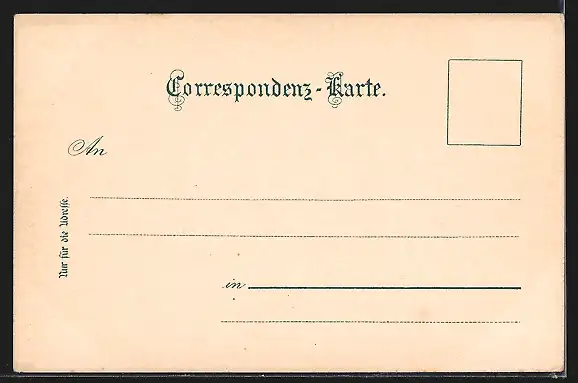 Correspondenz-Karte.
An
Nur für die Adresse.
in